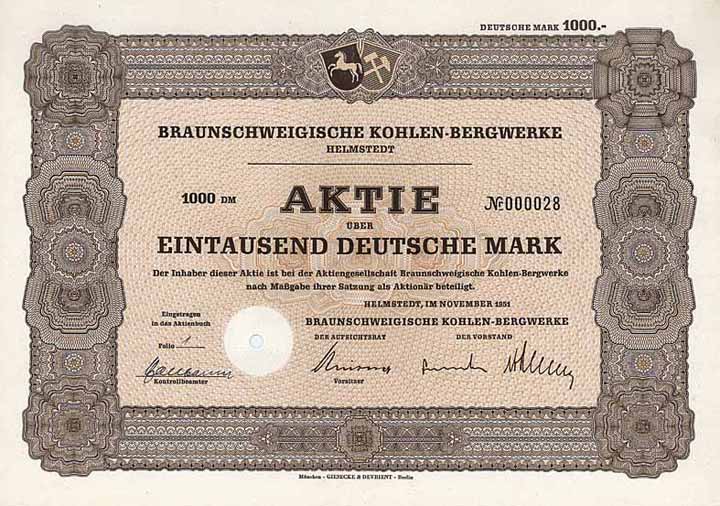 DEUTSCHE MARK 1000.-
BRAUNSCHWEIGISCHE KOHLEN-BERGWERKE
HELMSTEDT
1000 DM AKTIE № 000028
ÜBER
EINTAUSEND DEUTSCHE MARK
Der Inhaber dieser Aktie ist bei der Aktiengesellschaft Braunschweigische Kohlen-Bergwerke
nach Maßgabe ihrer Satzung als Aktionär beteiligt.
HELMSTEDT, IM NOVEMBER 1951
Eingetragen
in das Aktienbuch
BRAUNSCHWEIGISCHE KOHLEN-BERGWERKE
DER AUFSICHTSRAT DER VORSTAND
Folio 1
Kontrollbeamter
Vorsitzer
München - GIESECKE & DEVRIENT - Berlin